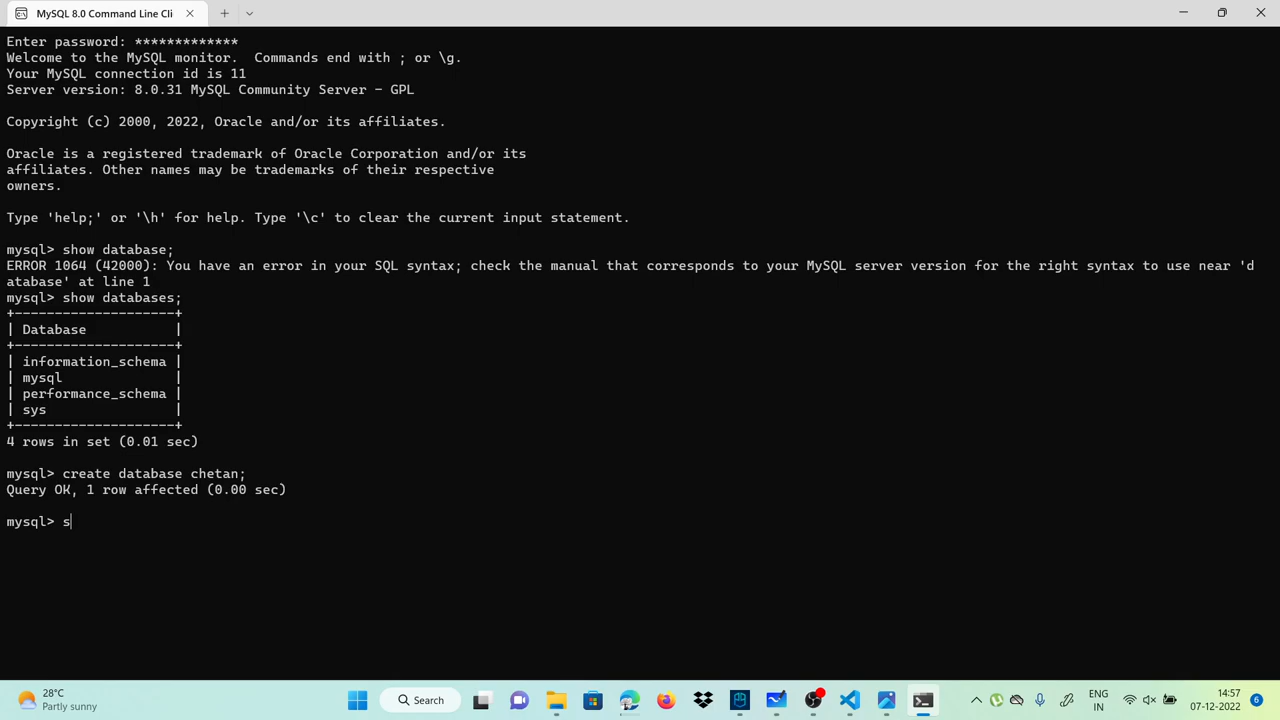 MySQL 8.0 Command Line Cli
Enter password: *************
Welcome to the MySQL monitor.  Commands end with ; or \g.
Your MySQL connection id is 11
Server version: 8.0.31 MySQL Community Server - GPL
Copyright (c) 2000, 2022, Oracle and/or its affiliates.
Oracle is a registered trademark of Oracle Corporation and/or its
affiliates. Other names may be trademarks of their respective
owners.
Type 'help;' or '\h' for help. Type '\c' to clear the current input statement.
mysql> show database;
ERROR 1064 (42000): You have an error in your SQL syntax; check the manual that corresponds to your MySQL server version for the right syntax to use near 'd
atabase' at line 1
mysql> show databases;
+--------------------+
| Database           |
+--------------------+
| information_schema |
| mysql              |
| performance_schema |
| sys                |
+--------------------+
4 rows in set (0.01 sec)
mysql> create database chetan;
Query OK, 1 row affected (0.00 sec)
mysql> s
28°C
Partly sunny
Search
ENG
IN
14:57
07-12-2022
6